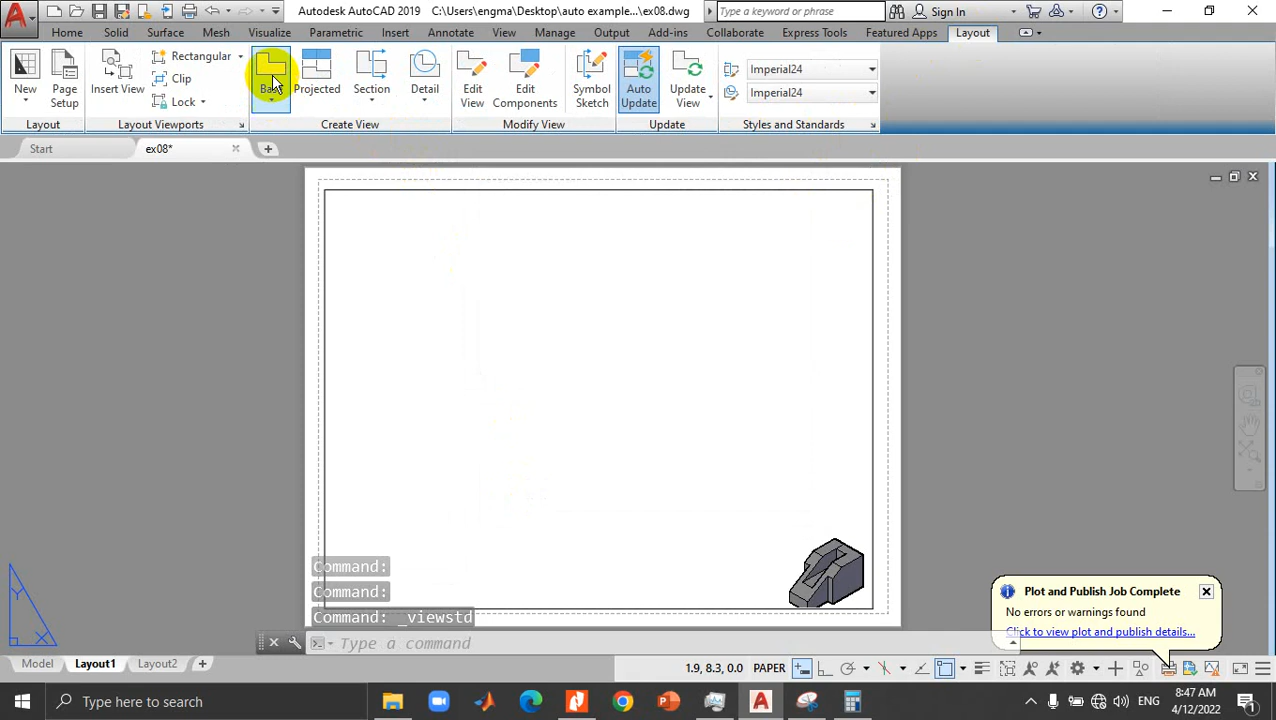 Autodesk AutoCAD 2019 C:\Users\engma\Desktop\auto example...\ex08.dwg
Type a keyword or phrase
Sign In
Home Solid Surface Mesh Visualize Parametric Insert Annotate View Manage Output Add-ins Collaborate Express Tools Featured Apps Layout
New
Page Setup
Insert View
Rectangular
Clip
Lock
Projected
Section
Detail
Edit View
Edit Components
Symbol Sketch
Auto Update
Update View
Imperial24
Imperial24
Layout
Layout Viewports
Create View
Modify View
Update
Styles and Standards
Start
ex08*
Command:
Command:
Command: _viewstd
Type a command
Y
X
Plot and Publish Job Complete
No errors or warnings found
Click to view plot and publish details...
Model Layout1 Layout2
1.9, 8.3, 0.0 PAPER
Type here to search
ENG
8:47 AM
4/12/2022